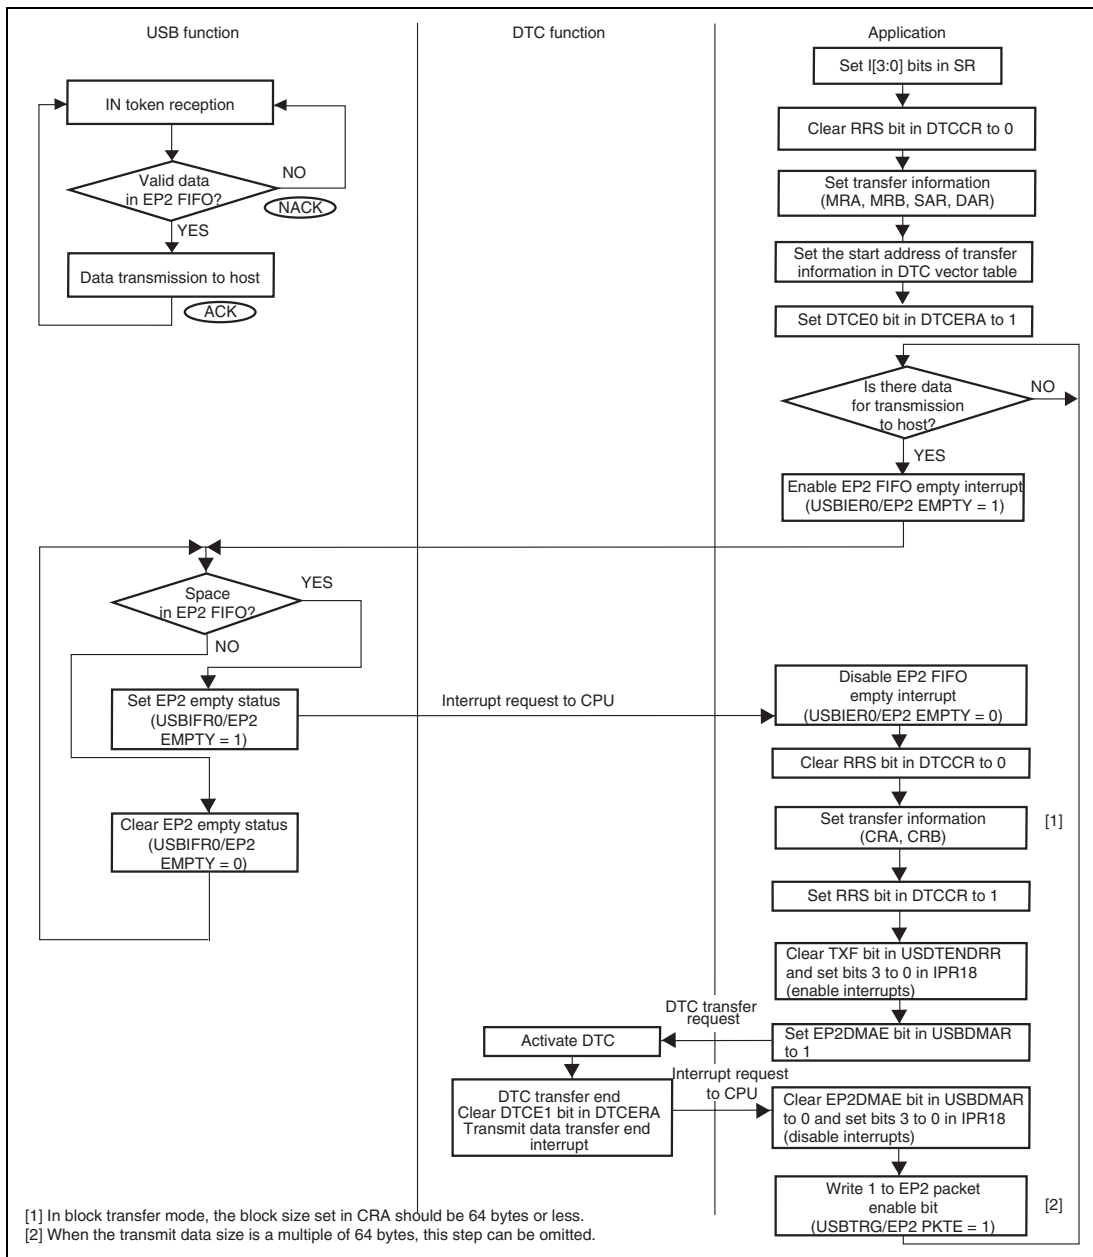 USB function
DTC function
Application
IN token reception
Valid data
in EP2 FIFO?
NO
NACK
YES
Data transmission to host
ACK
Set I[3:0] bits in SR
Clear RRS bit in DTCCR to 0
Set transfer information
(MRA, MRB, SAR, DAR)
Set the start address of transfer
information in DTC vector table
Set DTCE0 bit in DTCERA to 1
Is there data
for transmission
to host?
NO
YES
Enable EP2 FIFO empty interrupt
(USBIER0/EP2 EMPTY = 1)
Space
in EP2 FIFO?
YES
NO
Set EP2 empty status
(USBIFR0/EP2
EMPTY = 1)
Interrupt request to CPU
Clear EP2 empty status
(USBIFR0/EP2
EMPTY = 0)
Disable EP2 FIFO
empty interrupt
(USBIER0/EP2 EMPTY = 0)
Clear RRS bit in DTCCR to 0
Set transfer information
(CRA, CRB)
[1]
Set RRS bit in DTCCR to 1
Clear TXF bit in USDTENDRR
and set bits 3 to 0 in IPR18
(enable interrupts)
DTC transfer
request
Set EP2DMAE bit in USBDMAR
to 1
Activate DTC
DTC transfer end
Clear DTCE1 bit in DTCERA
Transmit data transfer end
interrupt
Interrupt request
to CPU
Clear EP2DMAE bit in USBDMAR
to 0 and set bits 3 to 0 in IPR18
(disable interrupts)
Write 1 to EP2 packet
enable bit
(USBTRG/EP2 PKTE = 1)
[2]
[1] In block transfer mode, the block size set in CRA should be 64 bytes or less.
[2] When the transmit data size is a multiple of 64 bytes, this step can be omitted.